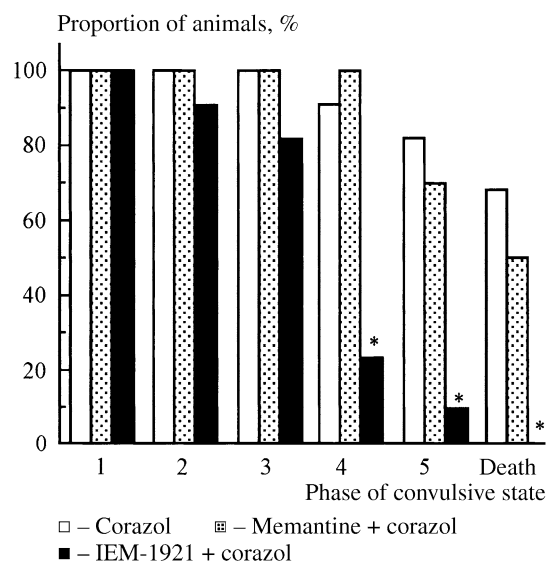 Proportion of animals, %
100
80
60
40
20
0
*
*
*
1 2 3 4 5 Death
Phase of convulsive state
– Corazol – Memantine + corazol
– IEM-1921 + corazol